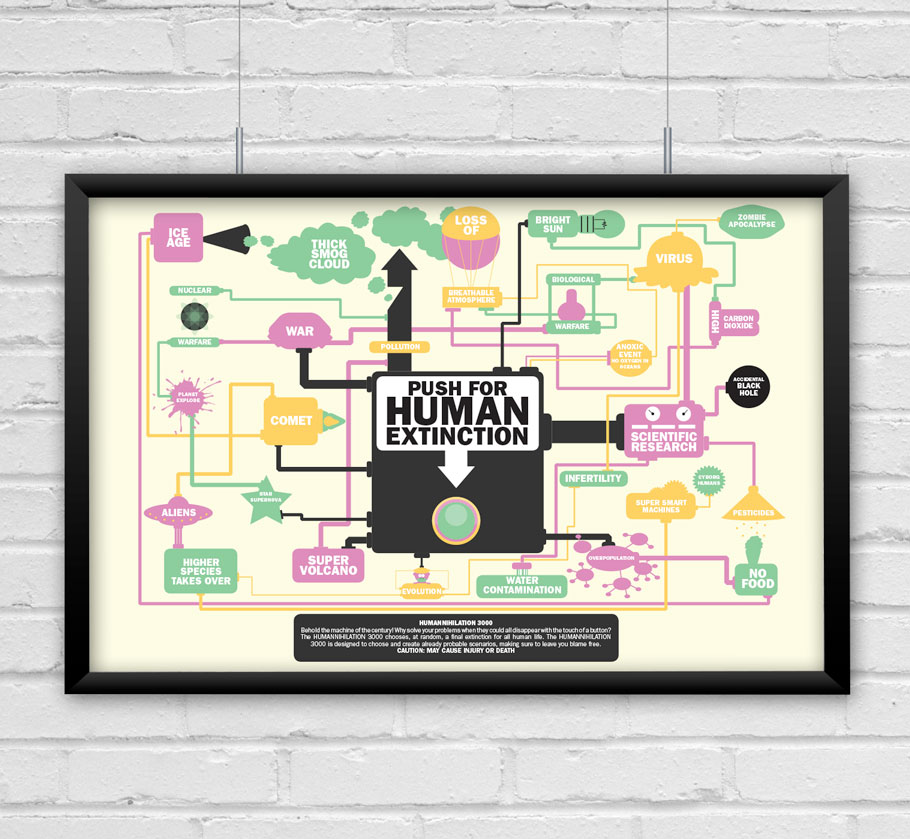 ICE
AGE
THICK
SMOG
CLOUD
LOSS
OF
BRIGHT
SUN
ZOMBIE
APOCALYPSE
VIRUS
NUCLEAR
BREATHABLE
ATMOSPHERE
BIOLOGICAL
WARFARE
HIGH
CARBON
DIOXIDE
WAR
WARFARE
POLLUTION
ANOXIC
EVENT
NO OXYGEN IN
OCEANS
PLANET
EXPLODE
ACCIDENTAL
BLACK
HOLE
PUSH FOR
HUMAN
EXTINCTION
COMET
SCIENTIFIC
RESEARCH
STAR
SUPERNOVA
INFERTILITY
CYBORG
HUMANS
SUPER SMART
MACHINES
PESTICIDES
ALIENS
HIGHER
SPECIES
TAKES OVER
SUPER
VOLCANO
EVOLUTION
WATER
CONTAMINATION
OVERPOPULATION
NO
FOOD
HUMANNIHILATION 3000
Behold the machine of the century! Why solve your problems when they could all disappear with the touch of a button?
The HUMANNIHILATION 3000 chooses, at random, a final extinction for all human life. The HUMANNIHILATION
3000 is designed to choose and create already probable scenarios, making sure to leave you blame free.
CAUTION: MAY CAUSE INJURY OR DEATH